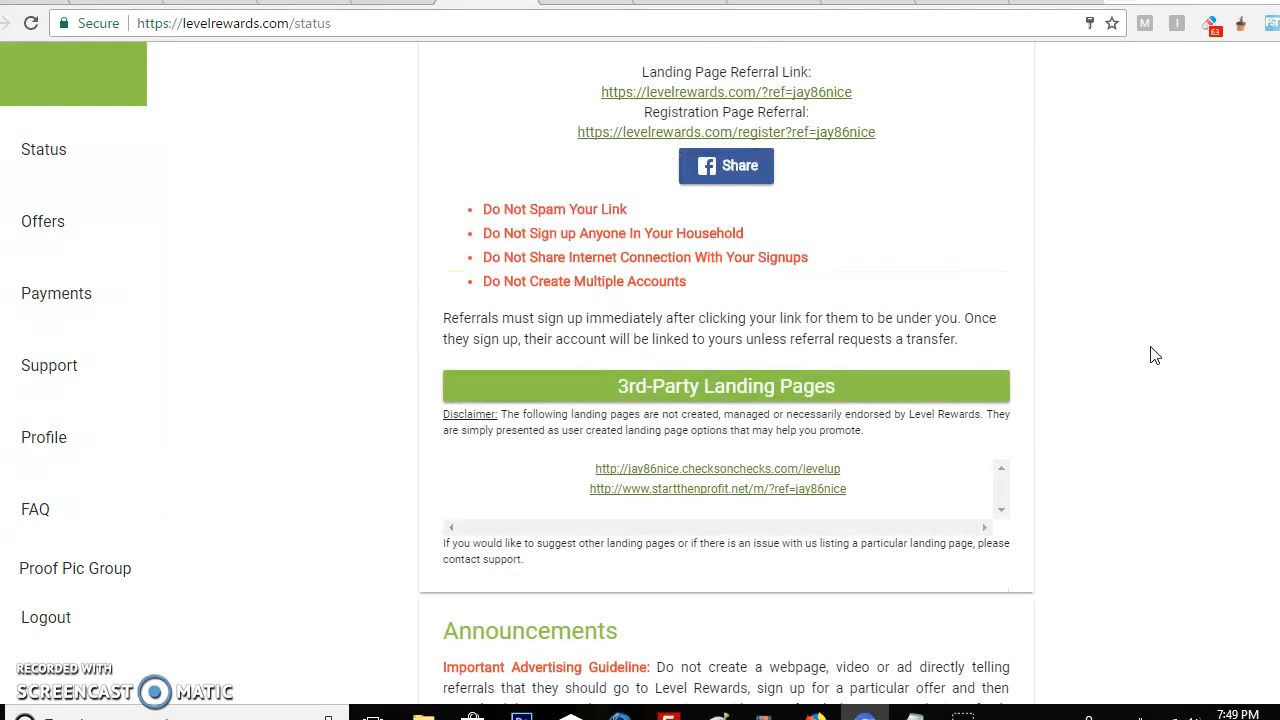 Secure https://levelrewards.com/status
M I 63
Landing Page Referral Link:
https://levelrewards.com/?ref=jay86nice
Registration Page Referral:
https://levelrewards.com/register?ref=jay86nice
Share
Status
Offers
Payments
Support
Profile
FAQ
Proof Pic Group
Logout
• Do Not Spam Your Link
• Do Not Sign up Anyone In Your Household
• Do Not Share Internet Connection With Your Signups
• Do Not Create Multiple Accounts
Referrals must sign up immediately after clicking your link for them to be under you. Once
they sign up, their account will be linked to yours unless referral requests a transfer.
3rd-Party Landing Pages
Disclaimer: The following landing pages are not created, managed or necessarily endorsed by Level Rewards. They
are simply presented as user created landing page options that may help you promote.
http://jay86nice.checksonchecks.com/levelup
http://www.startthenprofit.net/m/?ref=jay86nice
If you would like to suggest other landing pages or if there is an issue with us listing a particular landing page, please
contact support.
Announcements
Important Advertising Guideline: Do not create a webpage, video or ad directly telling
referrals that they should go to Level Rewards, sign up for a particular offer and then
RECORDED WITH
SCREENCAST MATIC
7:49 PM